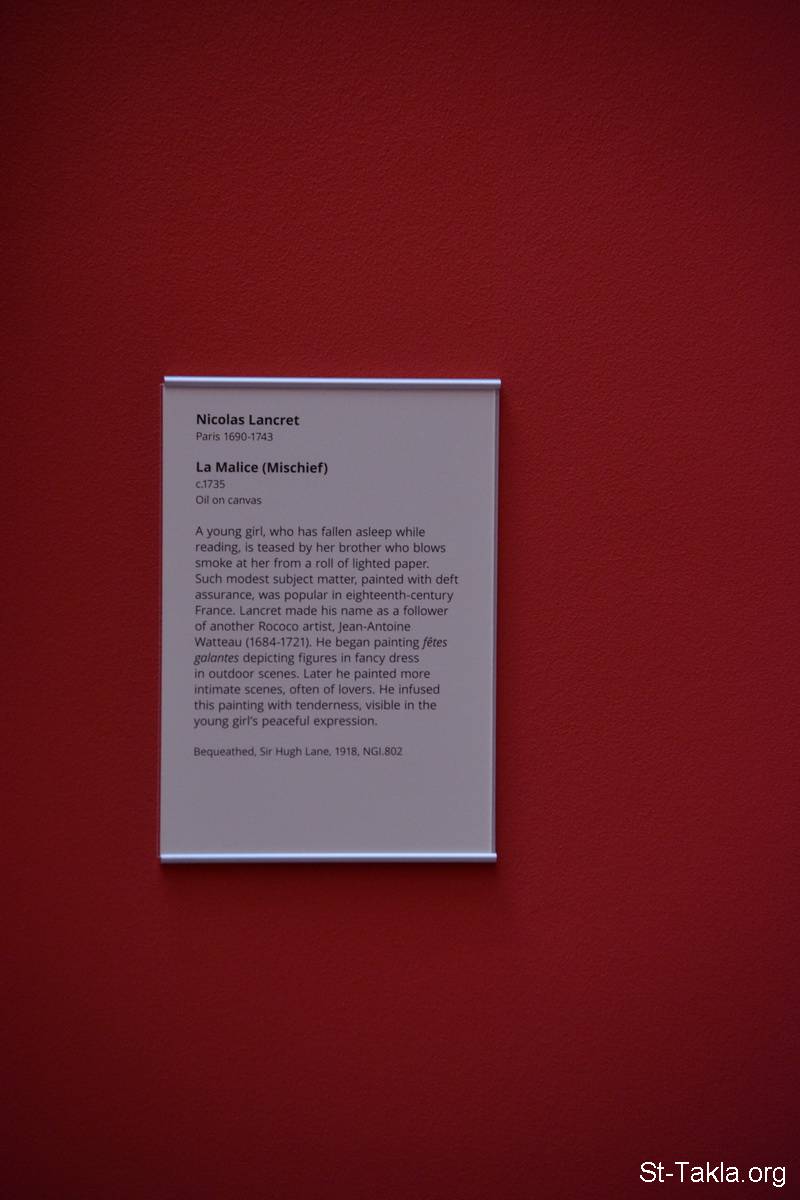 Nicolas Lancret
Paris 1690-1743
La Malice (Mischief)
c.1735
Oil on canvas
A young girl, who has fallen asleep while
reading, is teased by her brother who blows
smoke at her from a roll of lighted paper.
Such modest subject matter, painted with deft
assurance, was popular in eighteenth-century
France. Lancret made his name as a follower
of another Rococo artist, Jean-Antoine
Watteau (1684-1721). He began painting fêtes
galantes depicting figures in fancy dress
in outdoor scenes. Later he painted more
intimate scenes, often of lovers. He infused
this painting with tenderness, visible in the
young girl's peaceful expression.
Bequeathed, Sir Hugh Lane, 1918, NGI.802
St-Takla.org